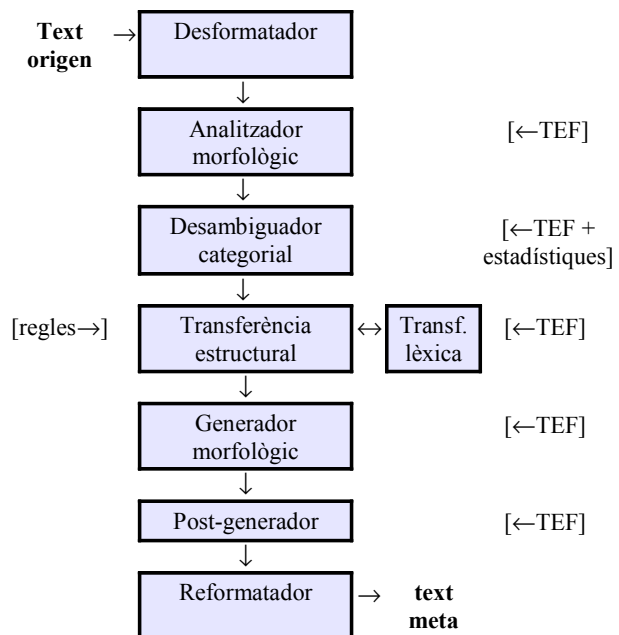 Text → Desformatador
origen
↓
Analitzador
morfològic [←TEF]
↓
Desambiguador
categorial [←TEF +
estadístiques]
↓
[regles→] Transferència ↔ Transf. [←TEF]
estructural lèxica
↓
Generador
morfològic [←TEF]
↓
Post-generador [←TEF]
↓
Reformatador → text
meta